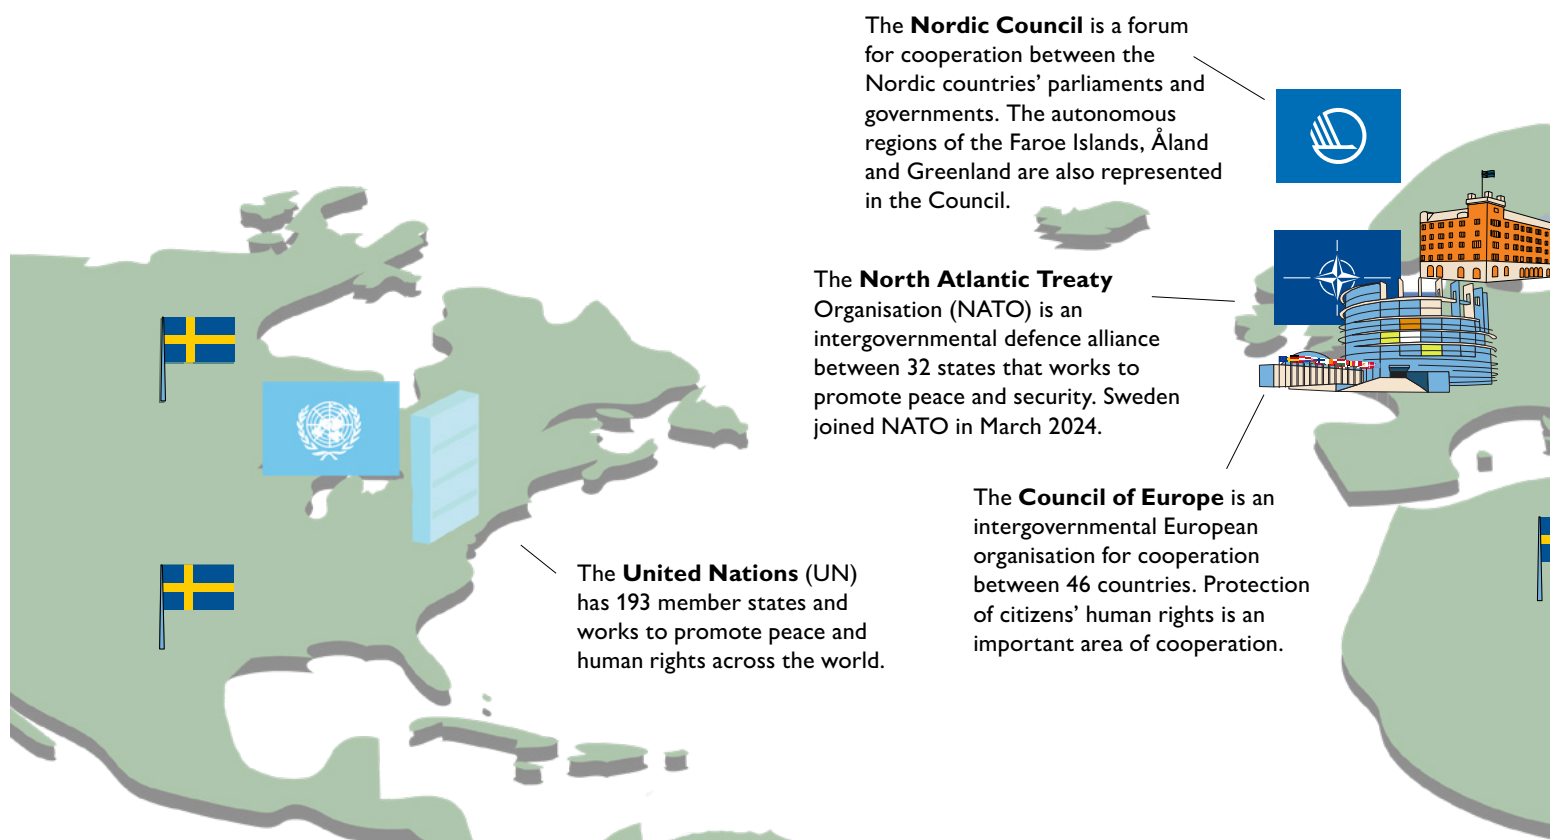 The Nordic Council is a forum
for cooperation between the
Nordic countries’ parliaments and
governments. The autonomous
regions of the Faroe Islands, Åland
and Greenland are also represented
in the Council.
The North Atlantic Treaty
Organisation (NATO) is an
intergovernmental defence alliance
between 32 states that works to
promote peace and security. Sweden
joined NATO in March 2024.
The Council of Europe is an
intergovernmental European
organisation for cooperation
between 46 countries. Protection
of citizens’ human rights is an
important area of cooperation.
The United Nations (UN)
has 193 member states and
works to promote peace and
human rights across the world.